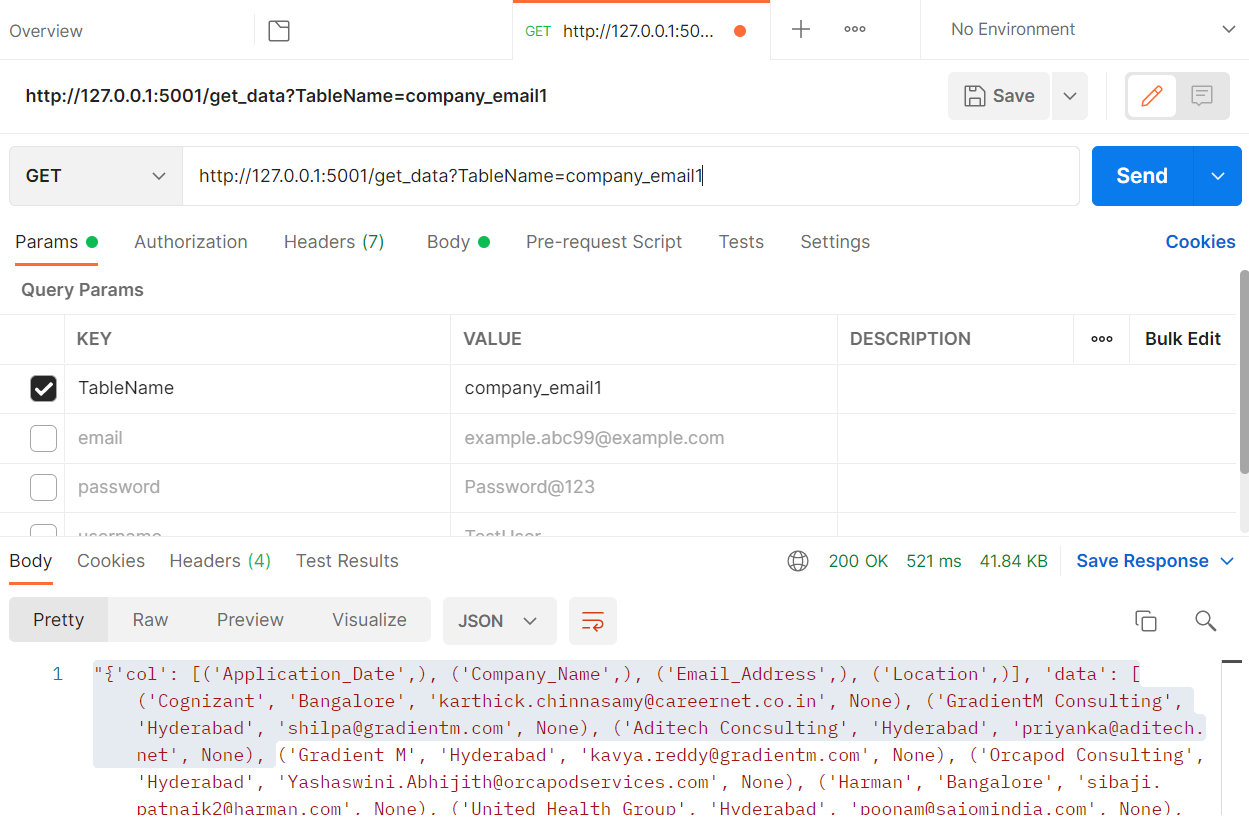 Overview
GET http://127.0.0.1:50...
No Environment
http://127.0.0.1:5001/get_data?TableName=company_email1
Save
GET
http://127.0.0.1:5001/get_data?TableName=company_email1
Send
Params
Authorization
Headers (7)
Body
Pre-request Script
Tests
Settings
Cookies
Query Params
KEY VALUE DESCRIPTION Bulk Edit
TableName company_email1
email example.abc99@example.com
password Password@123
username TestUser
Body Cookies Headers (4) Test Results
200 OK 521 ms 41.84 KB Save Response
Pretty Raw Preview Visualize JSON
1 "{'col': [('Application_Date',), ('Company_Name',), ('Email_Address',), ('Location',)], 'data': [
('Cognizant', 'Bangalore', 'karthick.chinnasamy@careernet.co.in', None), ('GradientM Consulting',
'Hyderabad', 'shilpa@gradientm.com', None), ('Aditech Concsulting', 'Hyderabad', 'priyanka@aditech.
net', None), ('Gradient M', 'Hyderabad', 'kavya.reddy@gradientm.com', None), ('Orcapod Consulting',
'Hyderabad', 'Yashaswini.Abhijith@orcapodservices.com', None), ('Harman', 'Bangalore', 'sibaji.
patnaik2@harman.com', None), ('United Health Group', 'Hyderabad', 'poonam@saiomindia.com', None),